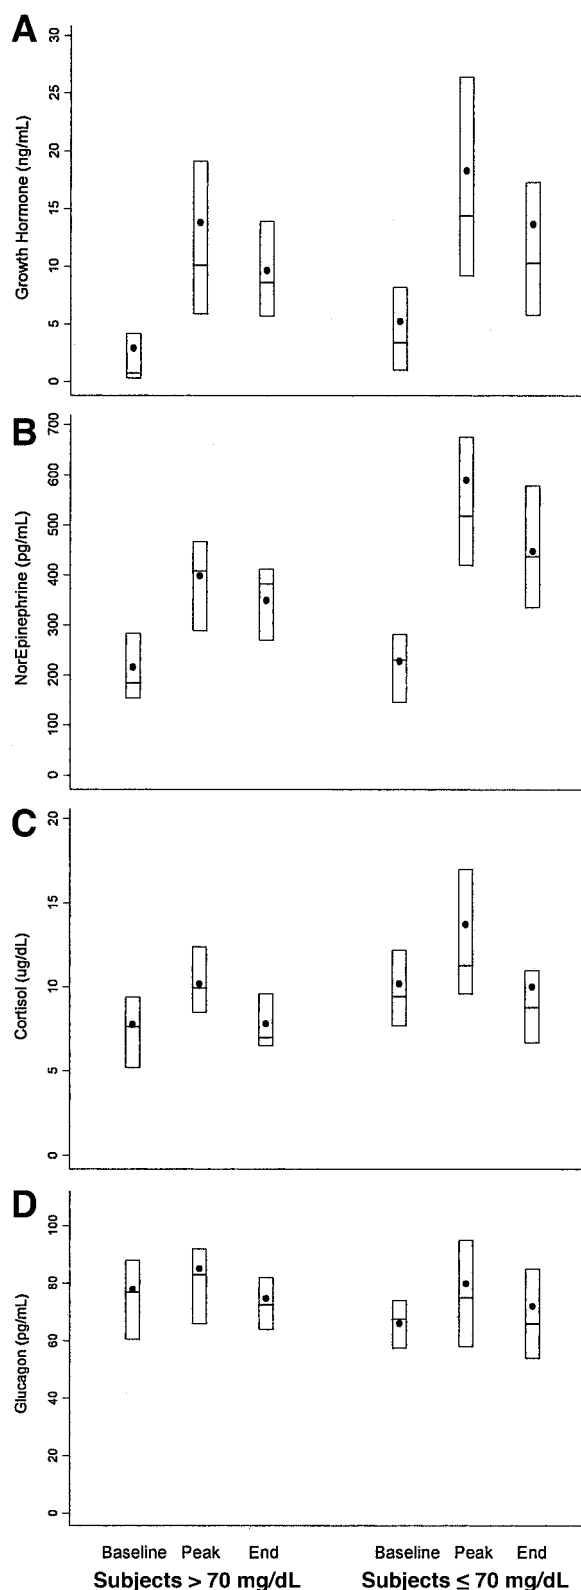 A
Growth Hormone (ng/mL)
30
25
20
15
10
5
0
B
NorEpinephrine (pg/mL)
700
600
500
400
300
200
100
0
C
Cortisol (ug/dL)
20
15
10
5
0
D
Glucagon (pg/mL)
100
80
60
40
20
0
Baseline Peak End Baseline Peak End
Subjects > 70 mg/dL Subjects ≤ 70 mg/dL